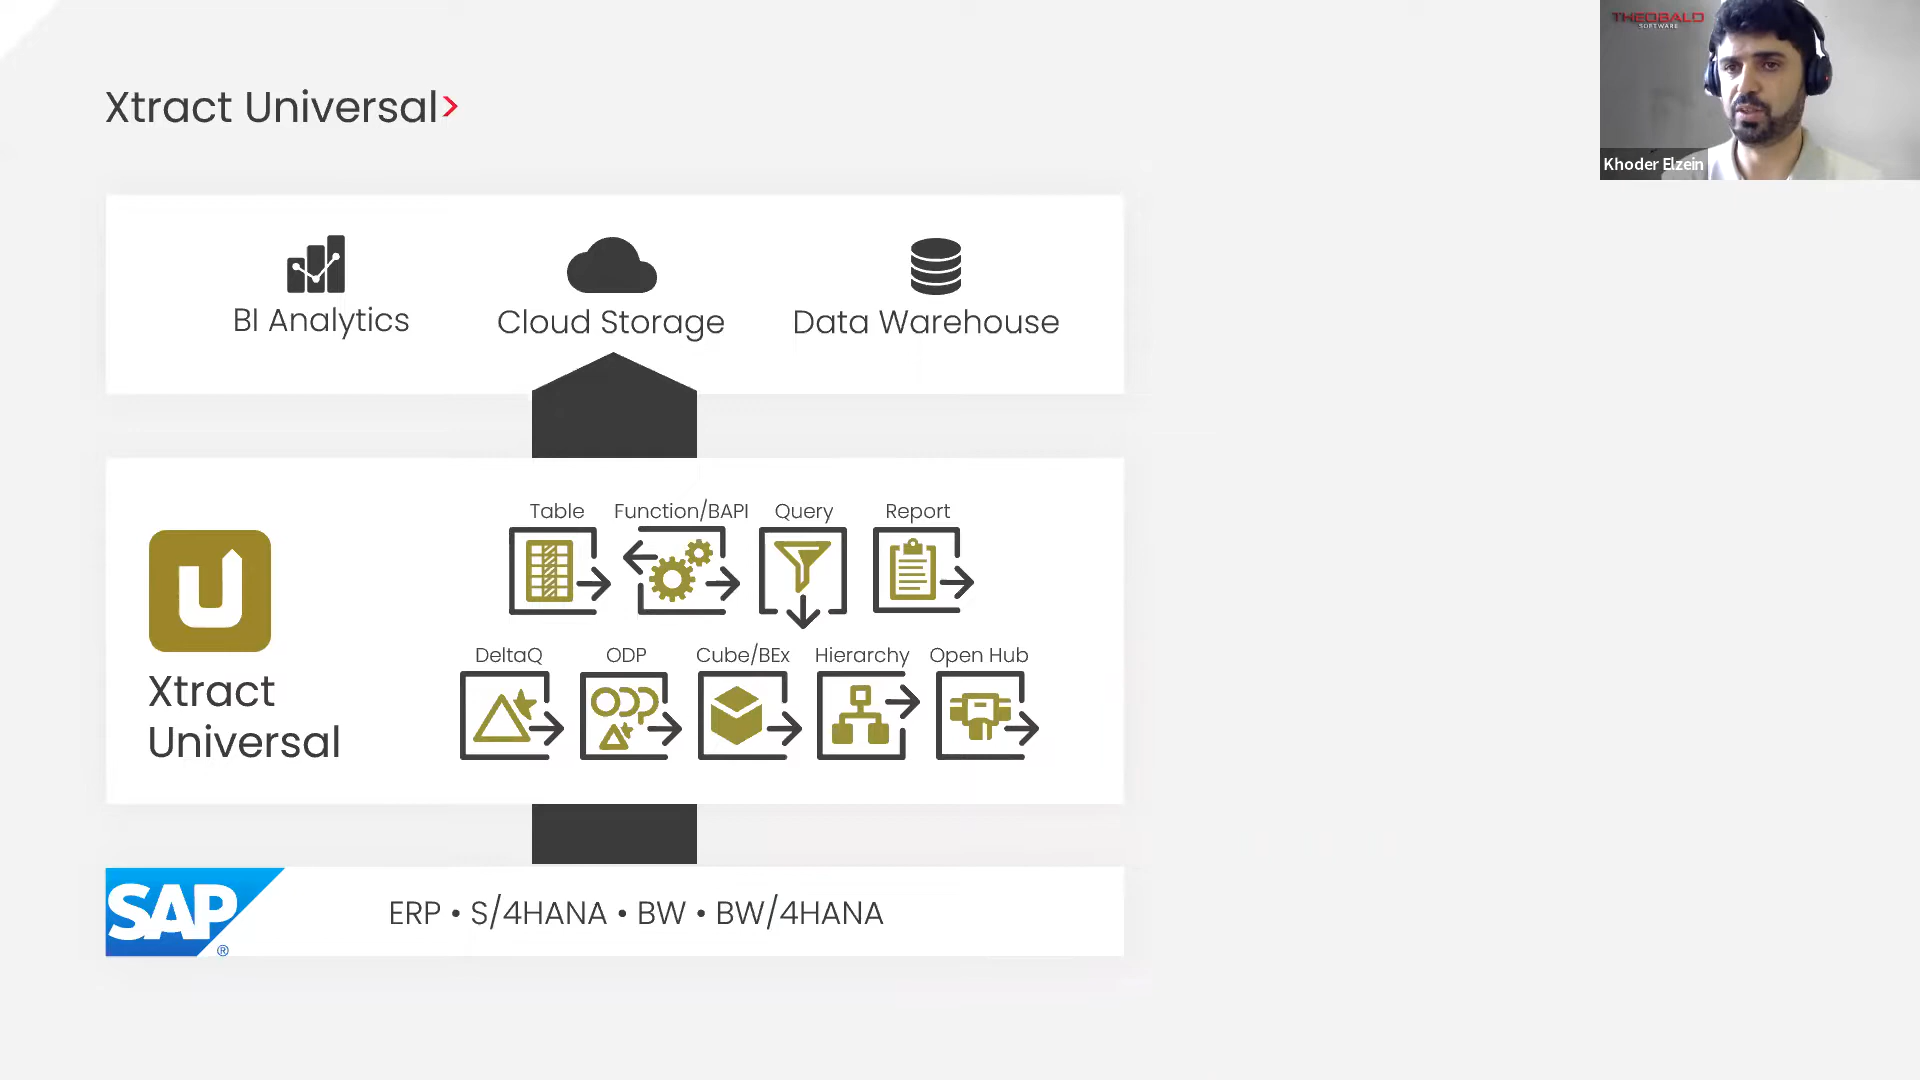 Xtract Universal>
THEOBALD
SOFTWARE
Khoder Elzein
BI Analytics
Cloud Storage
Data Warehouse
Table
Function/BAPI
Query
Report
DeltaQ
ODP
Cube/BEx
Hierarchy
Open Hub
Xtract
Universal
SAP
®
ERP • S/4HANA • BW • BW/4HANA